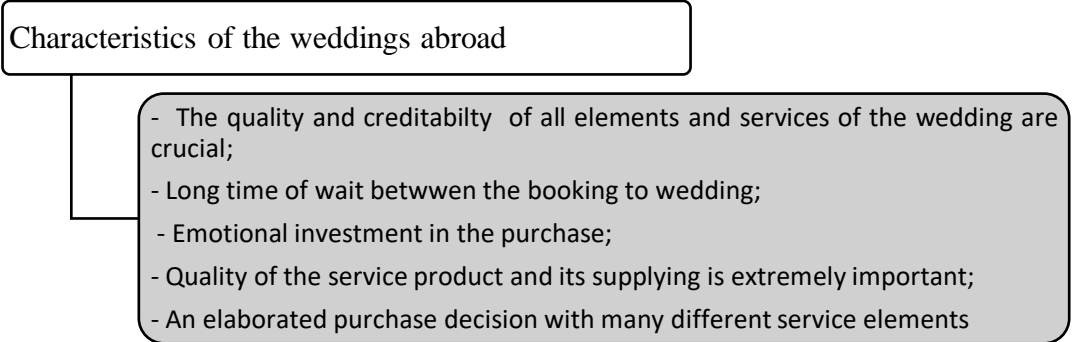 Characteristics of the weddings abroad
- The quality and creditabilty of all elements and services of the wedding are
crucial;
- Long time of wait betwwen the booking to wedding;
- Emotional investment in the purchase;
- Quality of the service product and its supplying is extremely important;
- An elaborated purchase decision with many different service elements